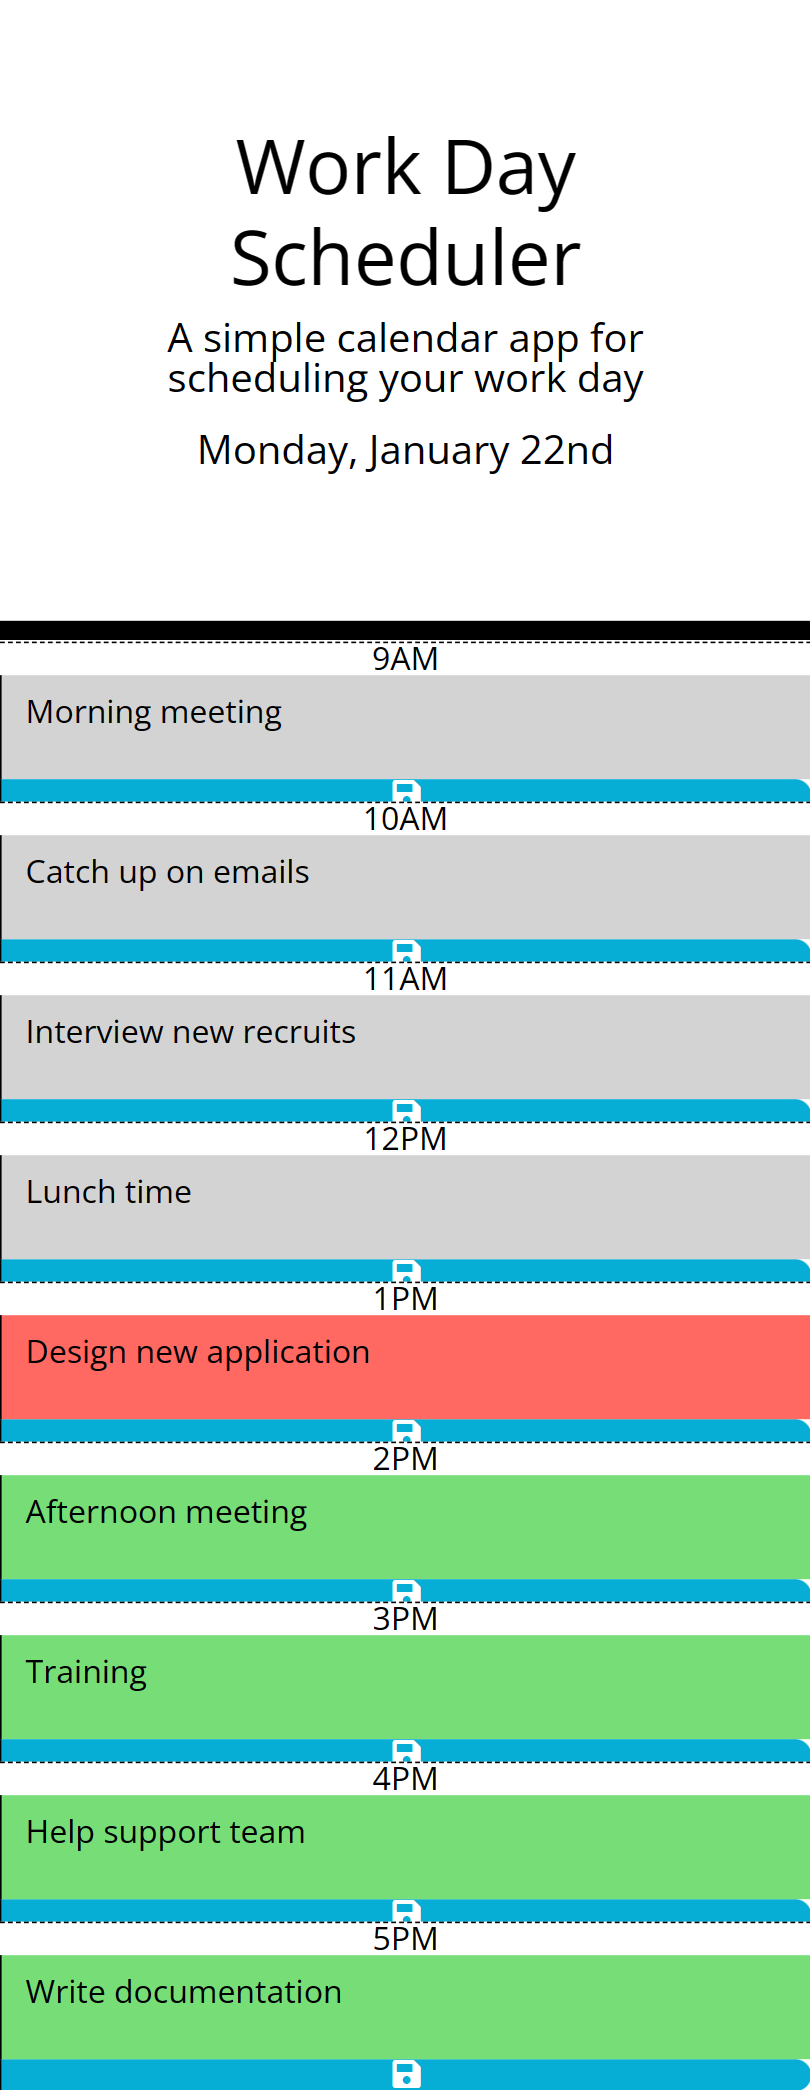 Work Day
Scheduler
A simple calendar app for
scheduling your work day
Monday, January 22nd
9AM
Morning meeting
10AM
Catch up on emails
11AM
Interview new recruits
12PM
Lunch time
1PM
Design new application
2PM
Afternoon meeting
3PM
Training
4PM
Help support team
5PM
Write documentation